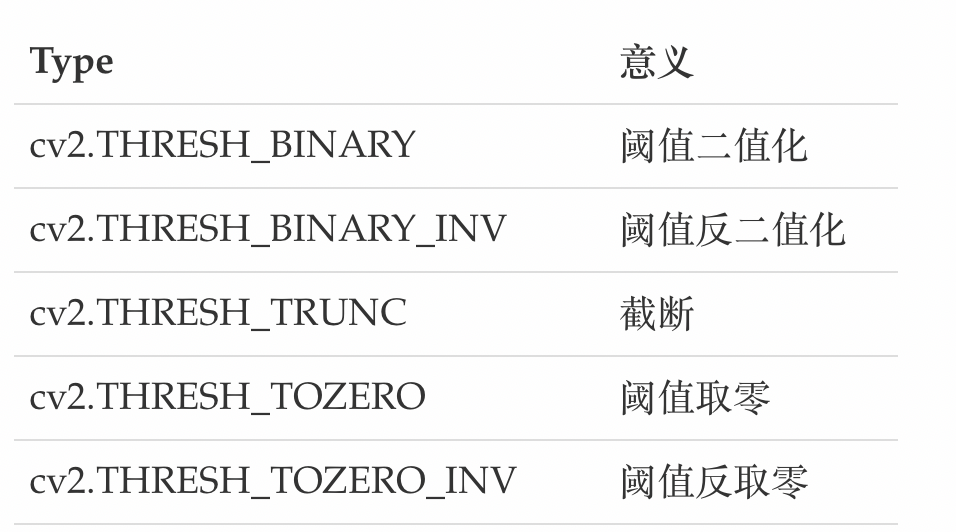 Type 意义
cv2.THRESH_BINARY 阈值二值化
cv2.THRESH_BINARY_INV 阈值反二值化
cv2.THRESH_TRUNC 截断
cv2.THRESH_TOZERO 阈值取零
cv2.THRESH_TOZERO_INV 阈值反取零